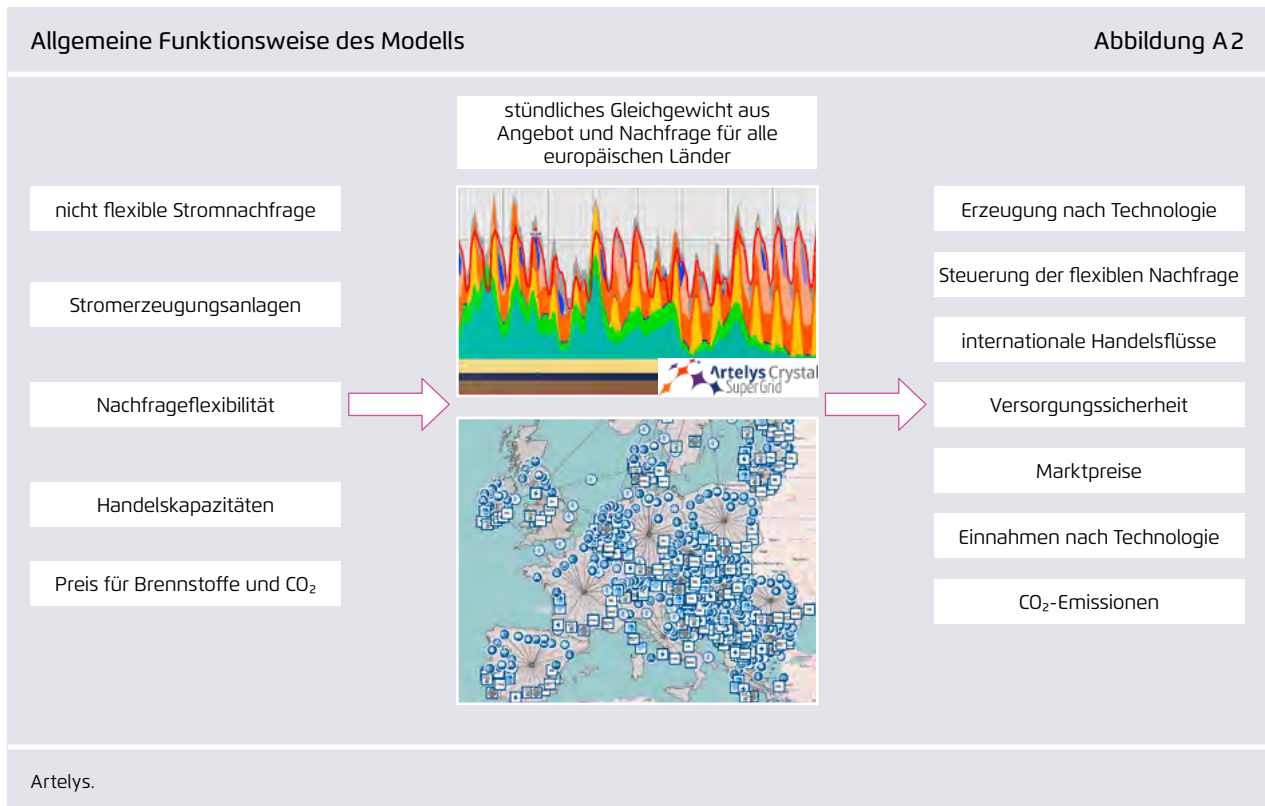 Allgemeine Funktionsweise des Modells
Abbildung A2
stündliches Gleichgewicht aus
Angebot und Nachfrage für alle
europäischen Länder
nicht flexible Stromnachfrage
Stromerzeugungsanlagen
Nachfrageflexibilität
Handelskapazitäten
Preis für Brennstoffe und CO₂
Artelys Crystal
SuperGrid
Erzeugung nach Technologie
Steuerung der flexiblen Nachfrage
internationale Handelsflüsse
Versorgungssicherheit
Marktpreise
Einnahmen nach Technologie
CO₂-Emissionen
Artelys.